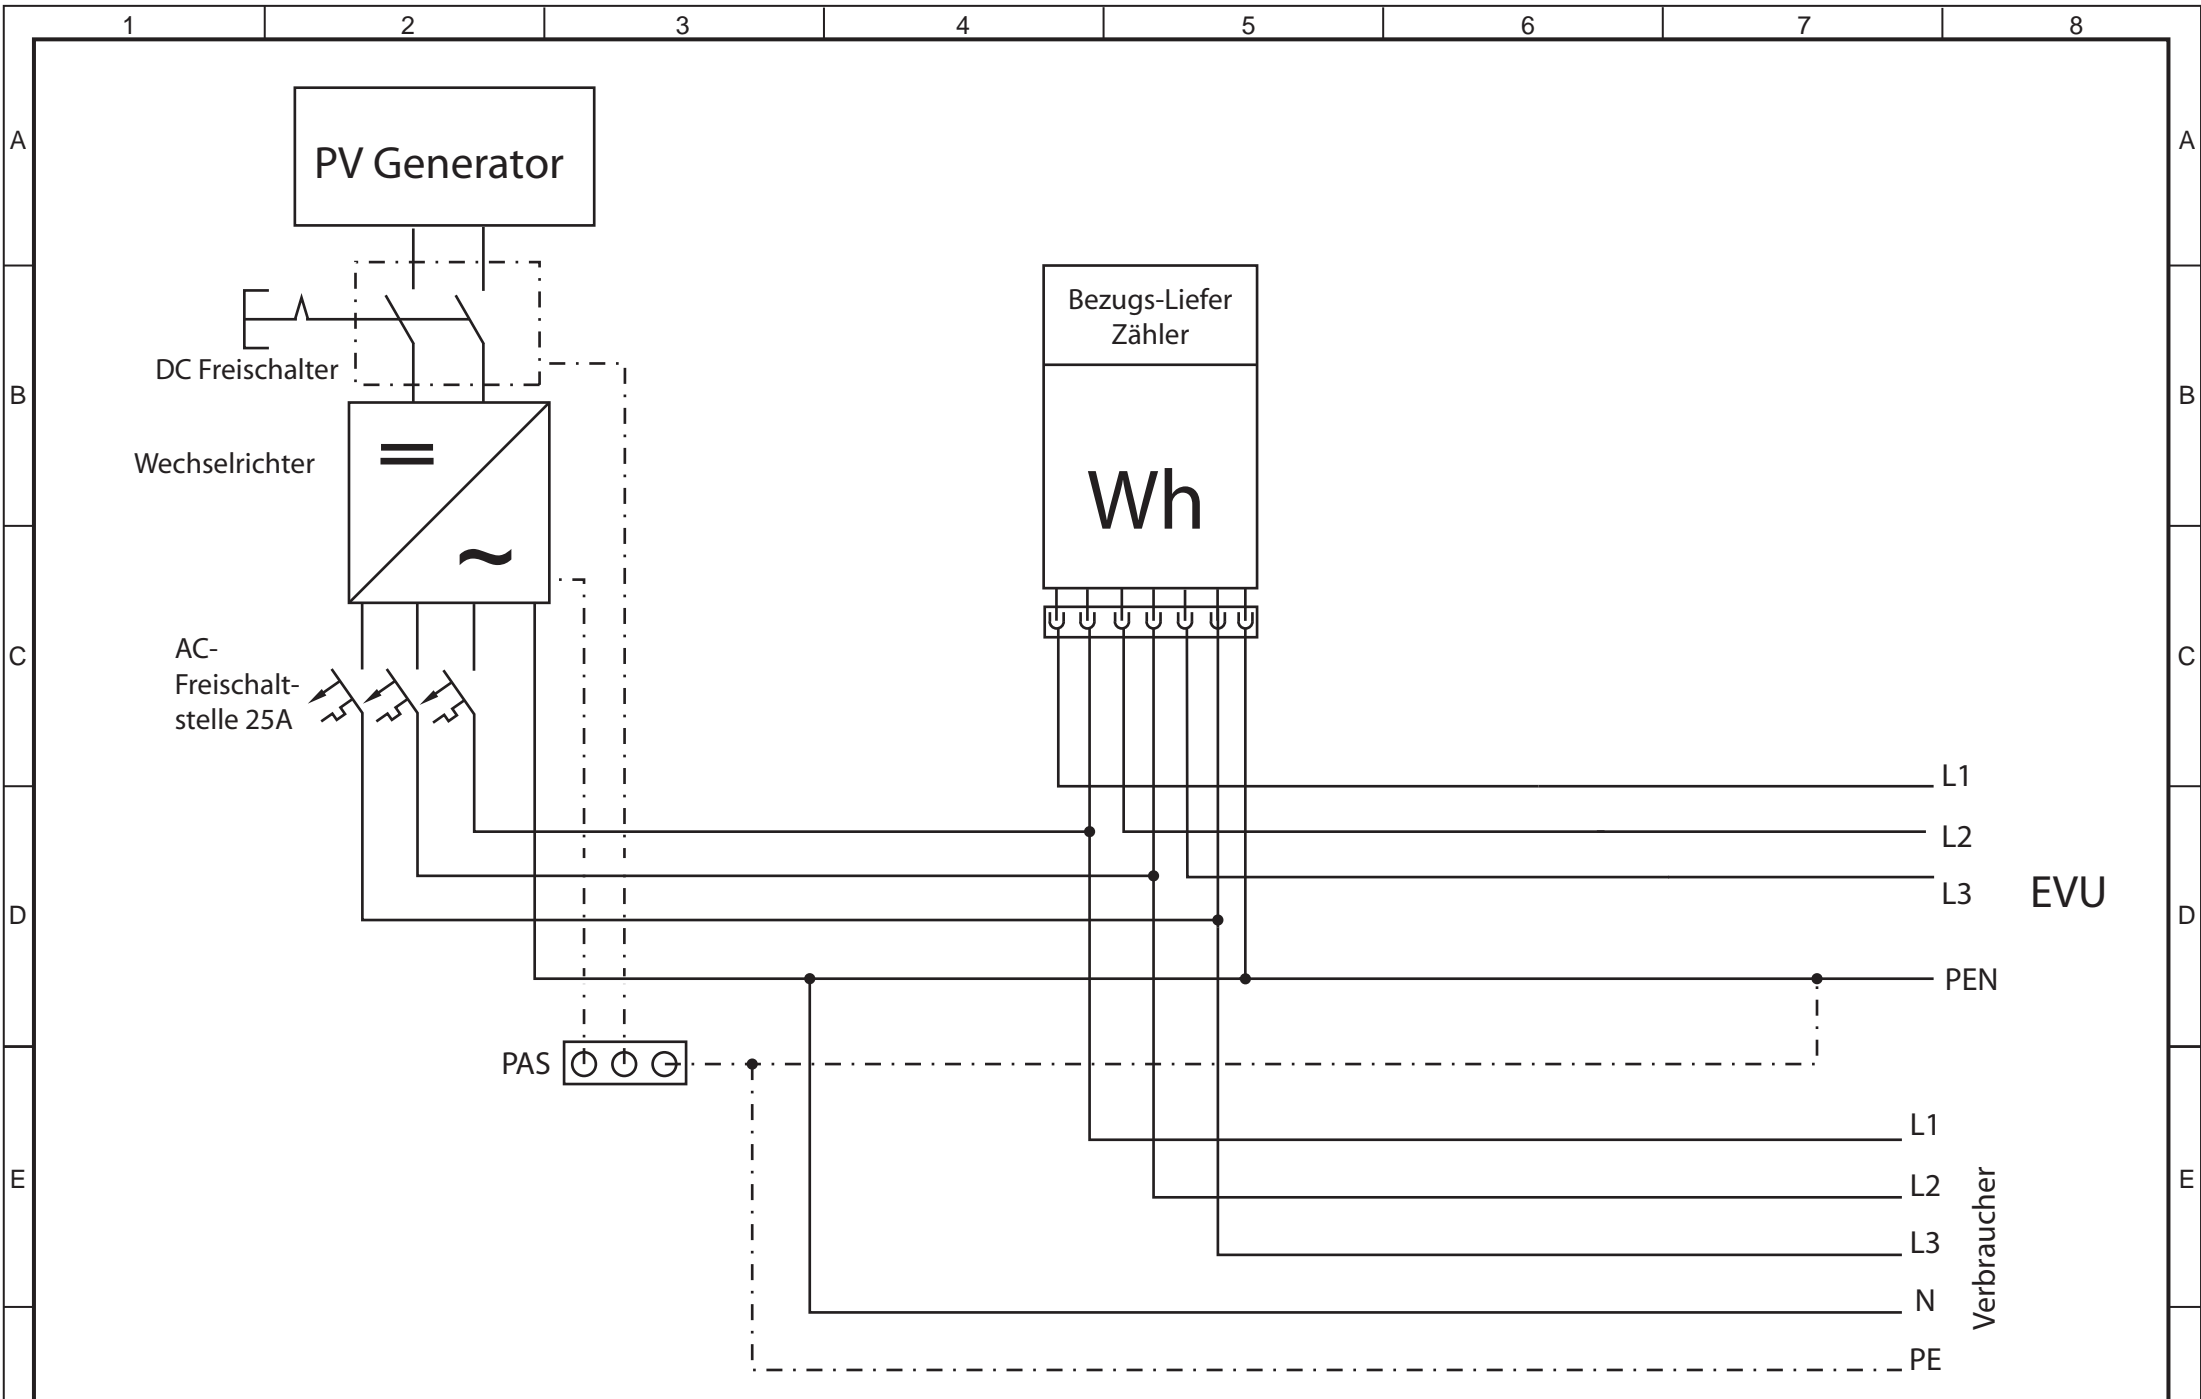 1 2 3 4 5 6 7 8
A A
PV Generator
Bezugs-Liefer
Zähler
DC Freischalter
B B
Wechselrichter
=
Wh
~
AC-
Freischalt-
stelle 25A
C C
L1
L2
L3
EVU
D D
PEN
PAS
L1
L2
L3
N
PE
Verbraucher
E E